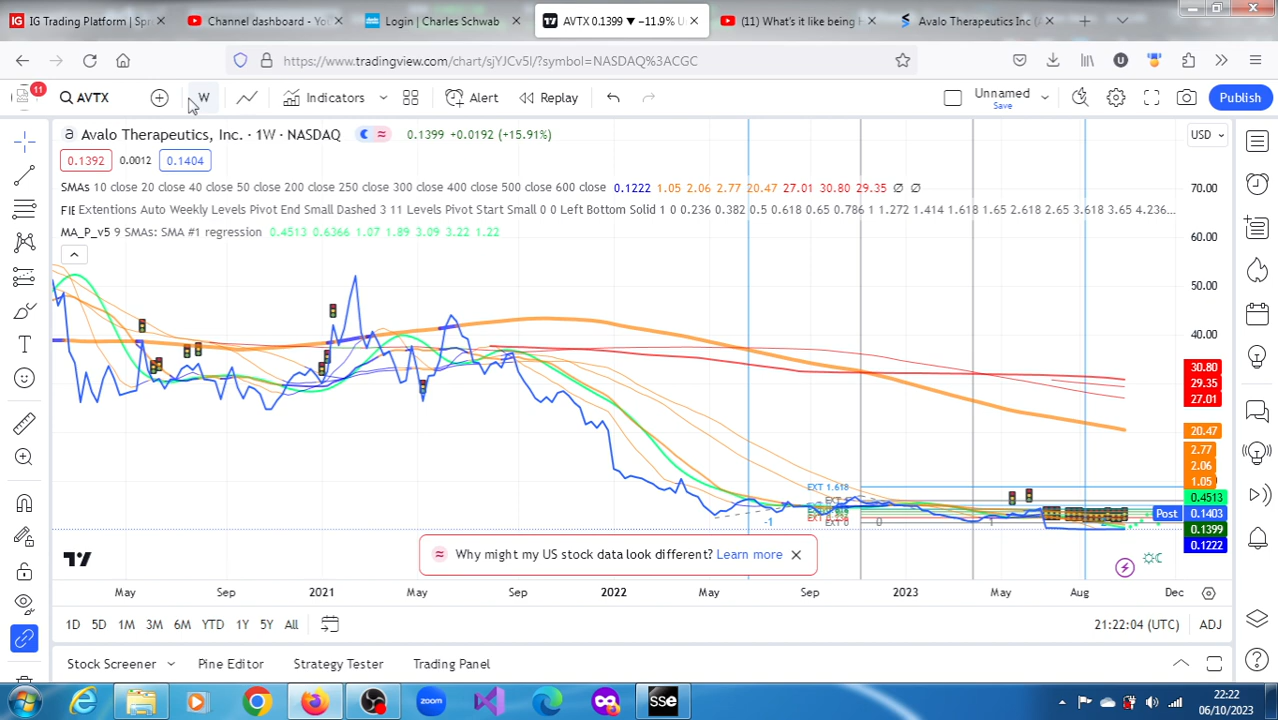 IG Trading Platform | Spre
Channel dashboard - You
Login | Charles Schwab
AVTX 0.1399 ▼ −11.9% U
(11) What's it like being H
Avalo Therapeutics Inc (A
https://www.tradingview.com/chart/sjYJCv5I/?symbol=NASDAQ%3ACGC
11
AVTX
W
Indicators
Alert
Replay
Unnamed
Save
Publish
Avalo Therapeutics, Inc. · 1W · NASDAQ
0.1399 +0.0192 (+15.91%)
USD
0.1392
0.0012
0.1404
SMAs 10 close 20 close 40 close 50 close 200 close 250 close 300 close 400 close 500 close 600 close 0.1222 1.05 2.06 2.77 20.47 27.01 30.80 29.35 ∅ ∅
Extentions Auto Weekly Levels Pivot End Small Dashed 3 11 Levels Pivot Start Small 0 0 Left Bottom Solid 1 0 0.236 0.382 0.5 0.618 0.65 0.786 1 1.272 1.414 1.618 1.65 2.618 2.65 3.618 3.65 4.236…
MA_P_v5 9 SMAs: SMA #1 regression 0.4513 0.6366 1.07 1.89 3.09 3.22 1.22
70.00
60.00
50.00
40.00
30.80
29.35
27.01
20.47
2.77
2.06
1.05
0.4513
Post 0.1403
0.1399
0.1222
EXT 1.618
EXT 0
-1
0
1
Why might my US stock data look different? Learn more
May
Sep
2021
May
Sep
2022
May
Sep
2023
May
Aug
Dec
1D 5D 1M 3M 6M YTD 1Y 5Y All
21:22:04 (UTC)
ADJ
Stock Screener
Pine Editor
Strategy Tester
Trading Panel
zoom
SSE
22:22
06/10/2023